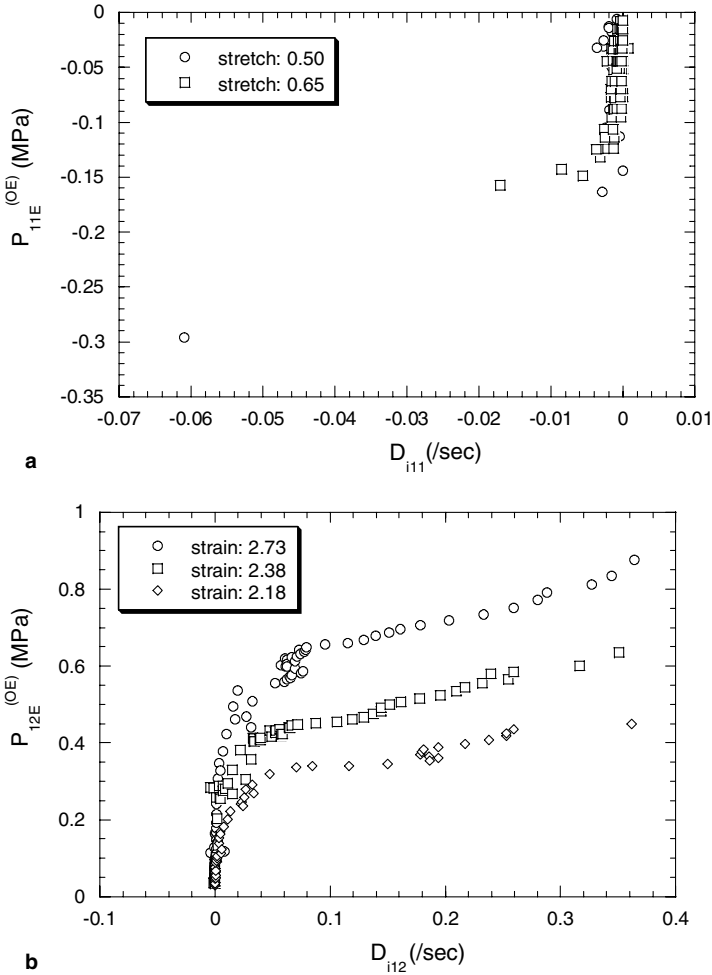 0
-0.05
-0.1
-0.15
-0.2
-0.25
-0.3
-0.35
P11E(OE) (MPa)
stretch: 0.50
stretch: 0.65
-0.07 -0.06 -0.05 -0.04 -0.03 -0.02 -0.01 0 0.01
a
Di11(/sec)
1
0.8
0.6
0.4
0.2
0
P12E(OE) (MPa)
strain: 2.73
strain: 2.38
strain: 2.18
-0.1 0 0.1 0.2 0.3 0.4
b
Di12(/sec)